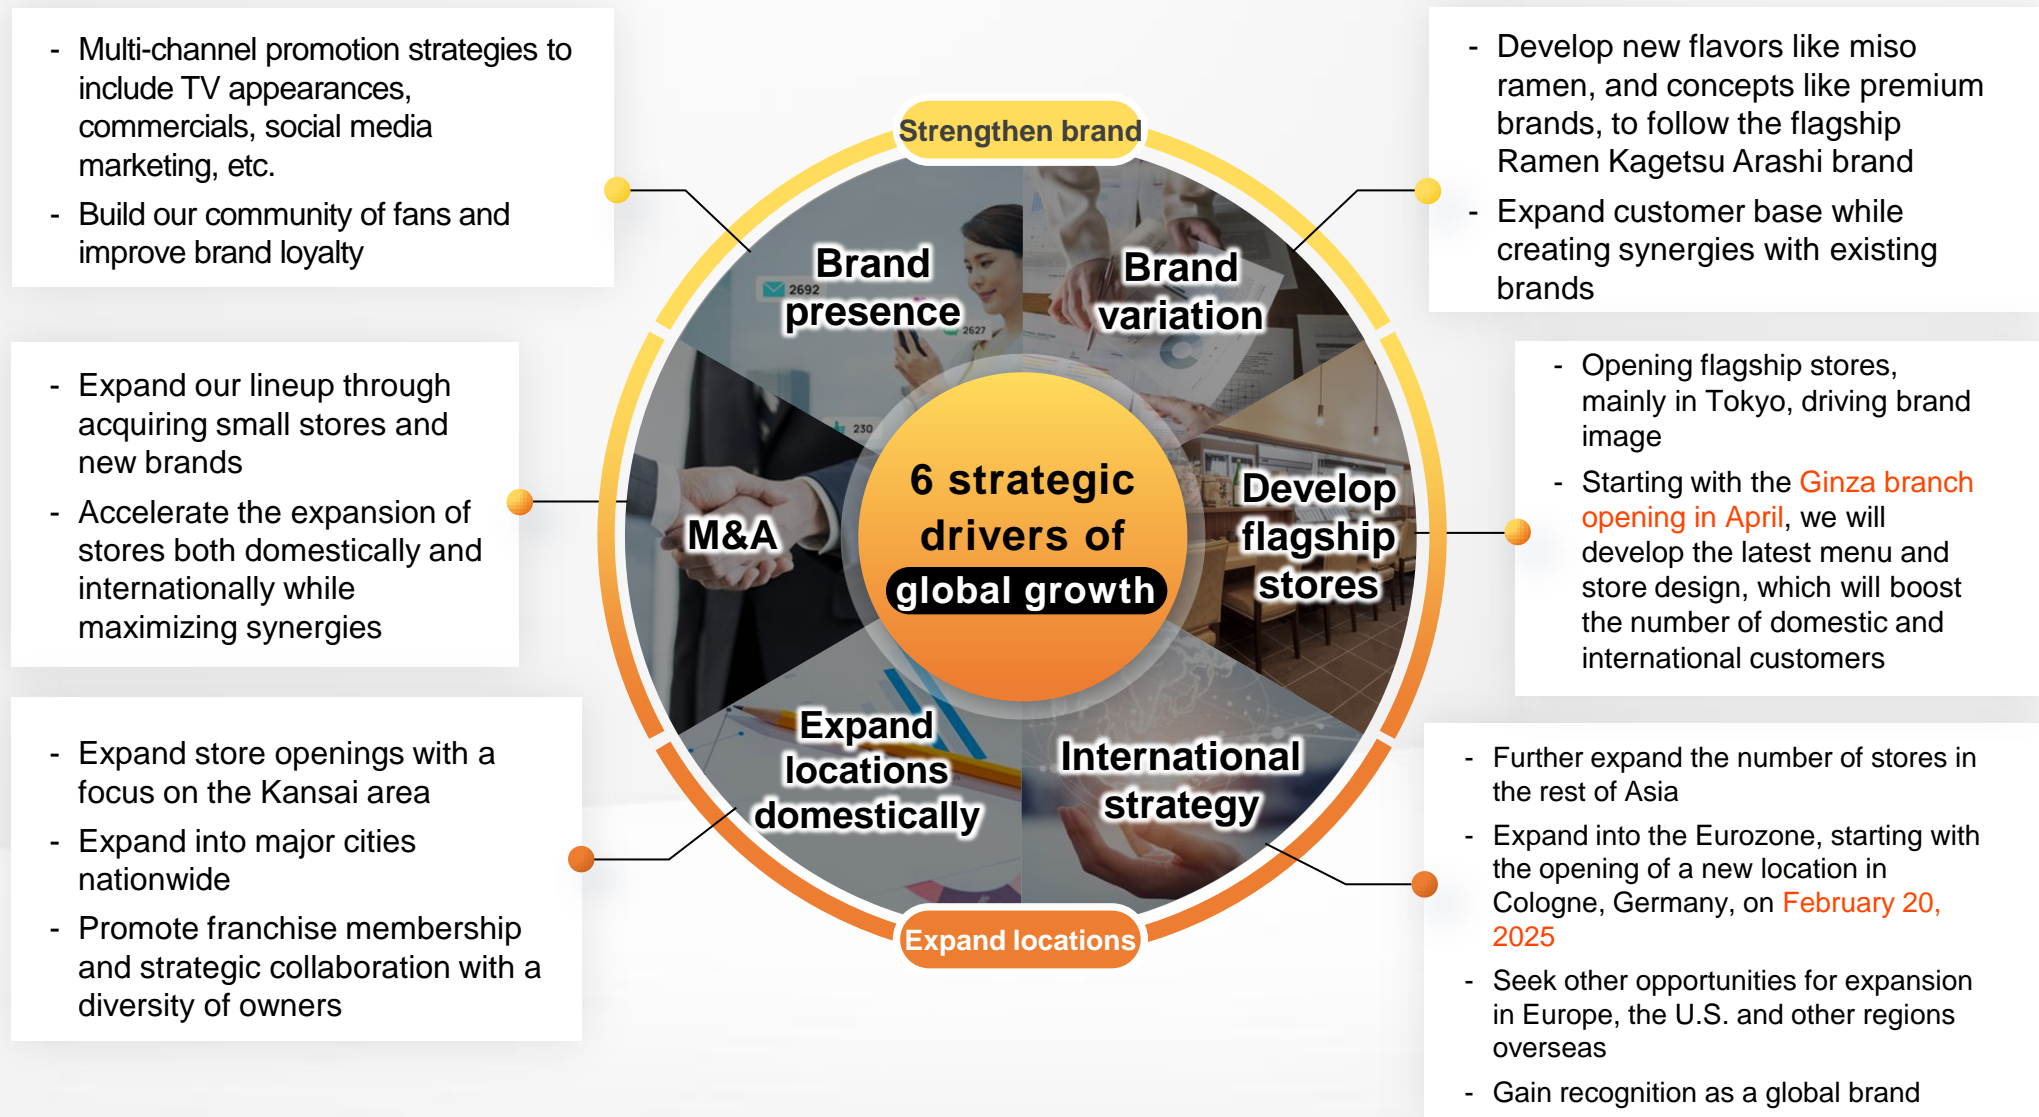 - Multi-channel promotion strategies to
include TV appearances,
commercials, social media
marketing, etc.
- Build our community of fans and
improve brand loyalty
- Expand our lineup through
acquiring small stores and
new brands
- Accelerate the expansion of
stores both domestically and
internationally while
maximizing synergies
- Expand store openings with a
focus on the Kansai area
- Expand into major cities
nationwide
- Promote franchise membership
and strategic collaboration with a
diversity of owners
Strengthen brand
Brand
presence
2692
2627
230
Brand
variation
M&A
6 strategic
drivers of
global growth
Develop
flagship
stores
Expand
locations
domestically
International
strategy
Expand locations
- Develop new flavors like miso
ramen, and concepts like premium
brands, to follow the flagship
Ramen Kagetsu Arashi brand
- Expand customer base while
creating synergies with existing
brands
- Opening flagship stores,
mainly in Tokyo, driving brand
image
- Starting with the Ginza branch
opening in April, we will
develop the latest menu and
store design, which will boost
the number of domestic and
international customers
- Further expand the number of stores in
the rest of Asia
- Expand into the Eurozone, starting with
the opening of a new location in
Cologne, Germany, on February 20,
2025
- Seek other opportunities for expansion
in Europe, the U.S. and other regions
overseas
- Gain recognition as a global brand